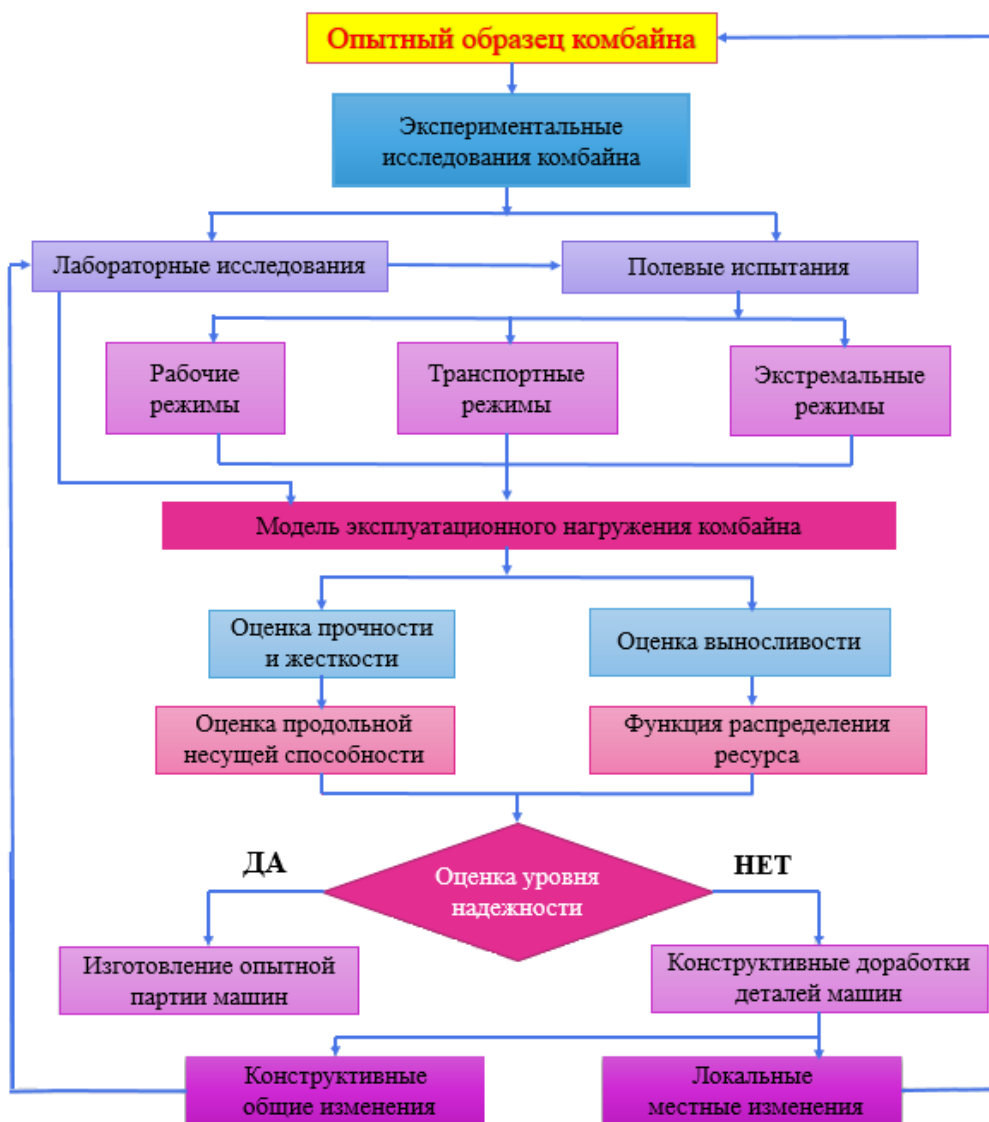 Опытный образец комбайна
Экспериментальные
исследования комбайна
Лабораторные исследования
Полевые испытания
Рабочие
режимы
Транспортные
режимы
Экстремальные
режимы
Модель эксплуатационного нагружения комбайна
Оценка прочности
и жесткости
Оценка выносливости
Оценка продольной
несущей способности
Функция распределения
ресурса
ДА
НЕТ
Оценка уровня
надежности
Изготовление опытной
партии машин
Конструктивные доработки
деталей машин
Конструктивные
общие изменения
Локальные
местные изменения